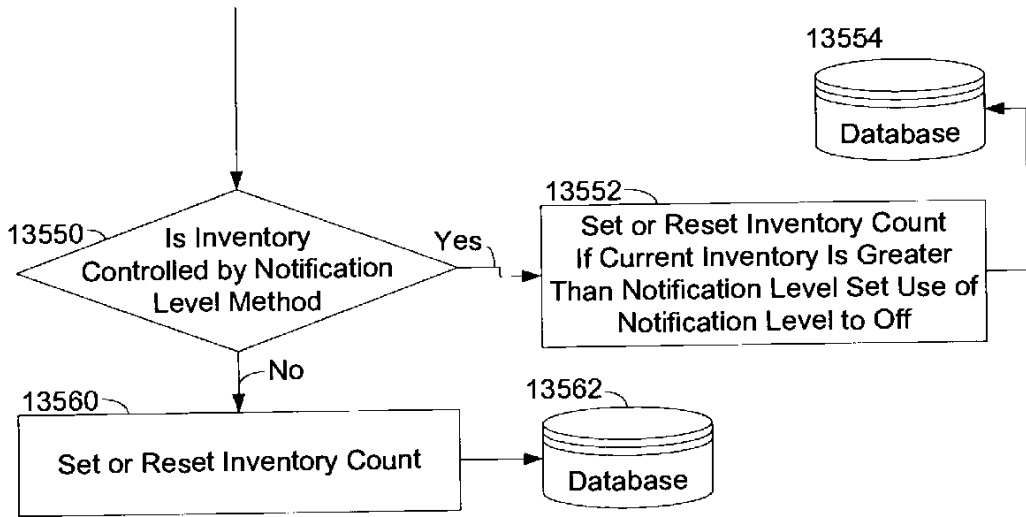 13554
Database
13552
Set or Reset Inventory Count
If Current Inventory Is Greater
Than Notification Level Set Use of
Notification Level to Off
13550
Is Inventory
Controlled by Notification
Level Method
Yes
No
13560
Set or Reset Inventory Count
13562
Database